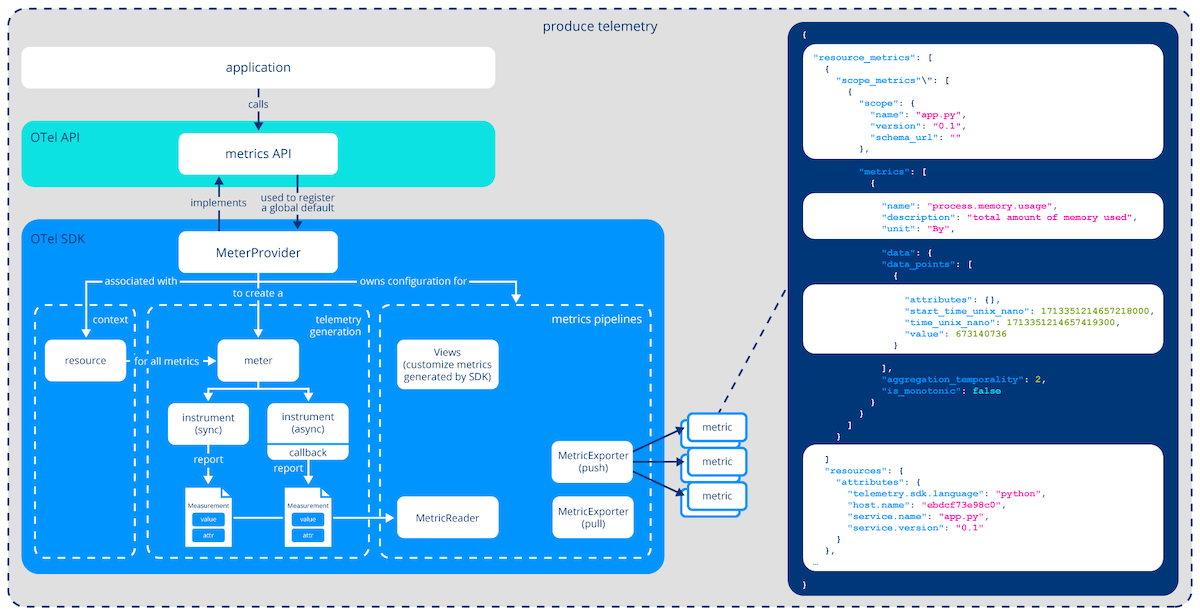 produce telemetry
application
calls
OTel API
metrics API
implements
used to register
a global default
OTel SDK
MeterProvider
associated with
to create a
owns configuration for
context
resource
for all metrics
telemetry
generation
meter
instrument
(sync)
instrument
(async)
callback
report
report
Measurement
value
attr
Measurement
value
attr
metrics pipelines
Views
(customize metrics
generated by SDK)
MetricReader
MetricExporter
(push)
MetricExporter
(pull)
metric
metric
metric
{
"resource_metrics": [
{
"scope_metrics"\": [
{
"scope": {
"name": "app.py",
"version": "0.1",
"schema_url": ""
},
"metrics": [
{
"name": "process.memory.usage",
"description": "total amount of memory used",
"unit": "By",
"data": {
"data_points": [
{
"attributes": {},
"start_time_unix_nano": 1713351214657218000,
"time_unix_nano": 1713351214657419300,
"value": 673140736
}
],
"aggregation_temporality": 2,
"is_monotonic": false
}
}
]
}
]
"resources": {
"attributes": {
"telemetry.sdk.language": "python",
"host.name": "ebdcf73e98c0",
"service.name": "app.py",
"service.version": "0.1"
}
},
…
}